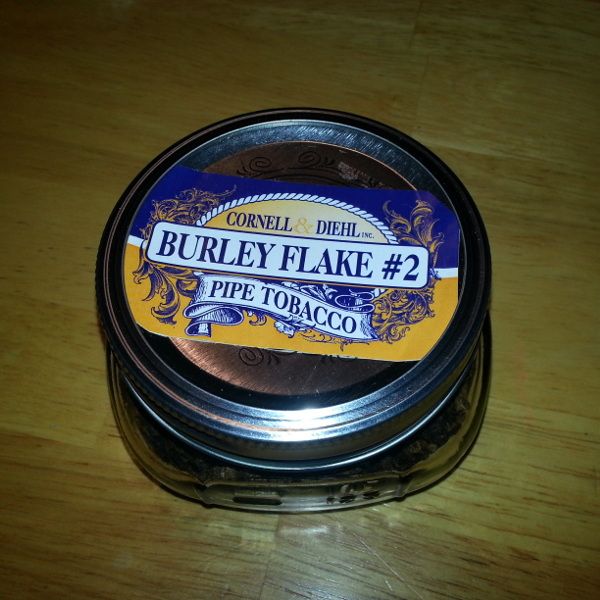 CORNELL & DIEHL INC.
BURLEY FLAKE #2
PIPE TOBACCO